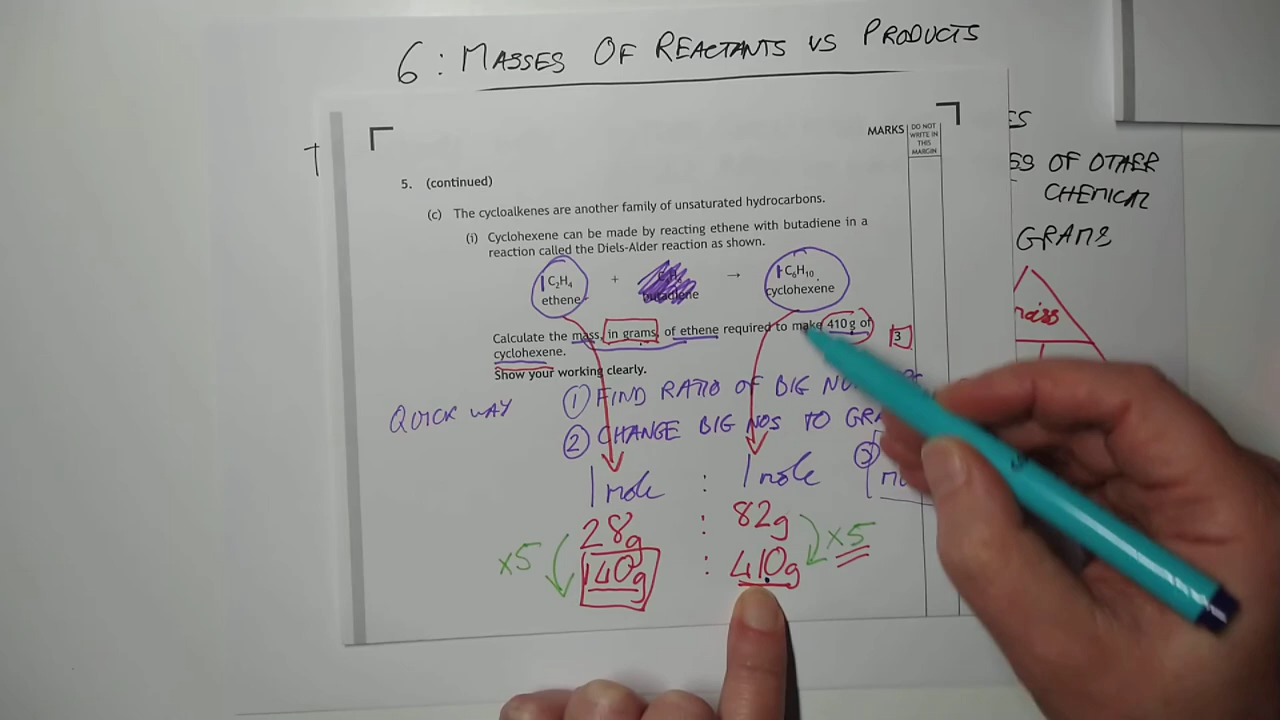 6: MASSES OF REACTANTS VS PRODUCTS
MARKS
DO NOT
WRITE IN
THIS
MARGIN
5. (continued)
(c) The cycloalkenes are another family of unsaturated hydrocarbons.
(i) Cyclohexene can be made by reacting ethene with butadiene in a
reaction called the Diels-Alder reaction as shown.
1 C₂H₄ + → 1 C₆H₁₀
ethene butadiene cyclohexene
Calculate the mass, in grams, of ethene required to make 410 g of
cyclohexene.
3
Show your working clearly.
QUICK WAY
① FIND RATIO OF BIG
② CHANGE BIG NOS TO
③
1 mole : 1 mole
28g : 82g
x5 x5
140g : 410g
OF OTHER
CHEMICAL
GRAMS
mass